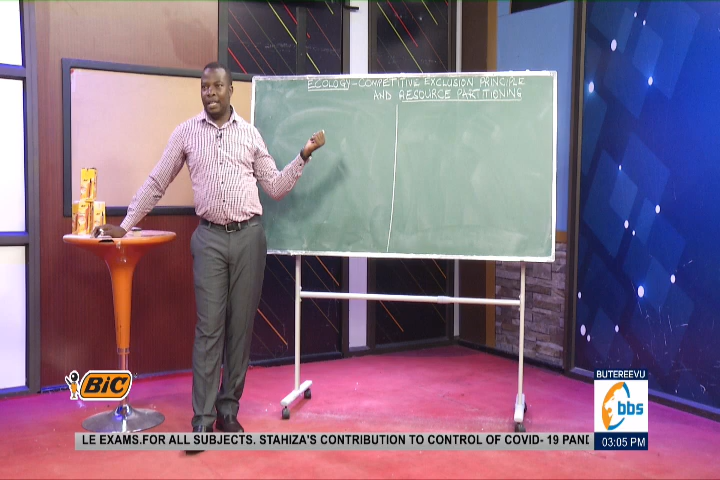 ECOLOGY-COMPETITIVE EXCLUSION PRINCIPLE
AND RESOURCE PARTITIONING
BIC
BUTEREEVU
bbs
03:05 PM
LE EXAMS.FOR ALL SUBJECTS. STAHIZA'S CONTRIBUTION TO CONTROL OF COVID- 19 PAND